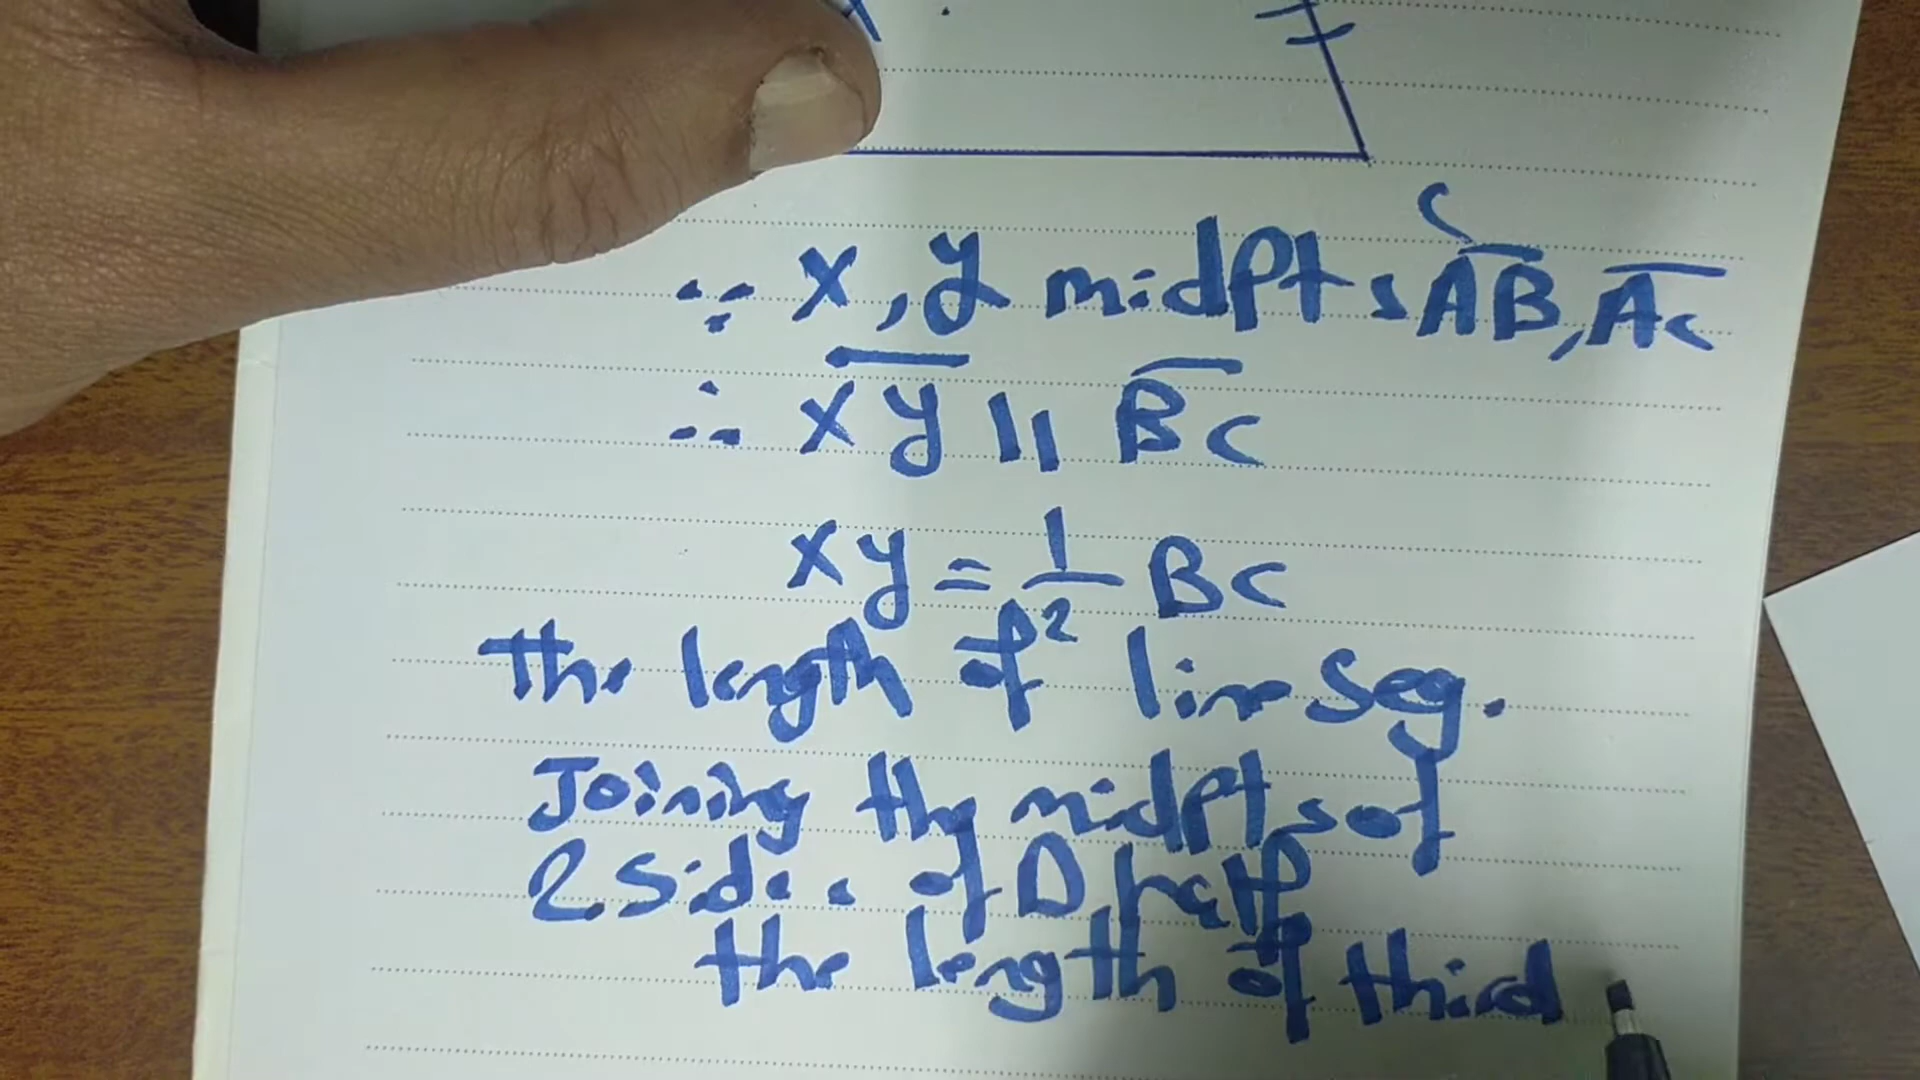 ∵ X, y midpts AB, AC
∴ Xy || BC
Xy = 1/2 BC
the length of line seg.
Joining the midpts of
2 sides of D, half
the length of third